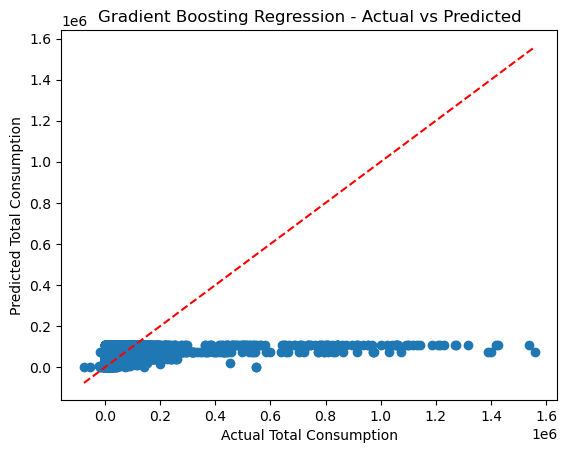 Gradient Boosting Regression - Actual vs Predicted
1e6
1.6
1.4
1.2
1.0
0.8
0.6
0.4
0.2
0.0
Predicted Total Consumption
0.0 0.2 0.4 0.6 0.8 1.0 1.2 1.4 1.6
1e6
Actual Total Consumption